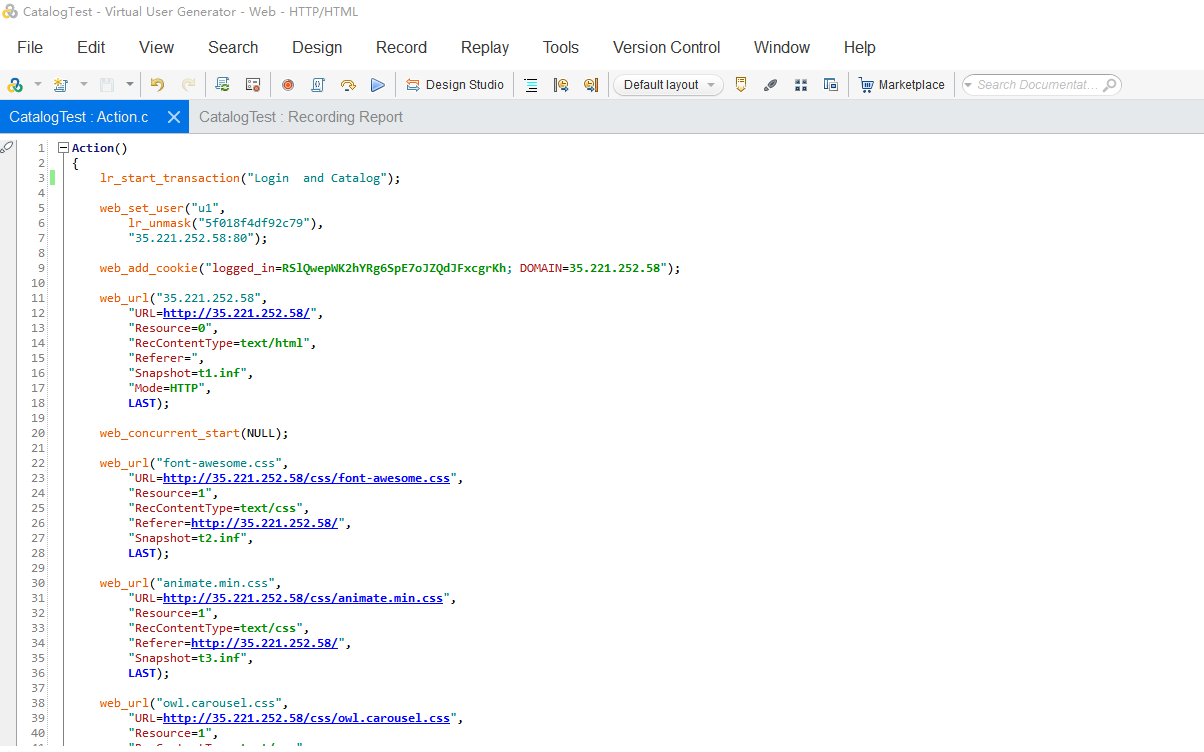 CatalogTest - Virtual User Generator - Web - HTTP/HTML
File Edit View Search Design Record Replay Tools Version Control Window Help
Design Studio Default layout Marketplace Search Documentat...
CatalogTest : Action.c CatalogTest : Recording Report
1 Action()
2 {
3 lr_start_transaction("Login  and Catalog");
4
5 web_set_user("u1",
6 lr_unmask("5f018f4df92c79"),
7 "35.221.252.58:80");
8
9 web_add_cookie("logged_in=RSlQwepWK2hYRg6SpE7oJZQdJFxcgrKh; DOMAIN=35.221.252.58");
10
11 web_url("35.221.252.58",
12 "URL=http://35.221.252.58/",
13 "Resource=0",
14 "RecContentType=text/html",
15 "Referer=",
16 "Snapshot=t1.inf",
17 "Mode=HTTP",
18 LAST);
19
20 web_concurrent_start(NULL);
21
22 web_url("font-awesome.css",
23 "URL=http://35.221.252.58/css/font-awesome.css",
24 "Resource=1",
25 "RecContentType=text/css",
26 "Referer=http://35.221.252.58/",
27 "Snapshot=t2.inf",
28 LAST);
29
30 web_url("animate.min.css",
31 "URL=http://35.221.252.58/css/animate.min.css",
32 "Resource=1",
33 "RecContentType=text/css",
34 "Referer=http://35.221.252.58/",
35 "Snapshot=t3.inf",
36 LAST);
37
38 web_url("owl.carousel.css",
39 "URL=http://35.221.252.58/css/owl.carousel.css",
40 "Resource=1",